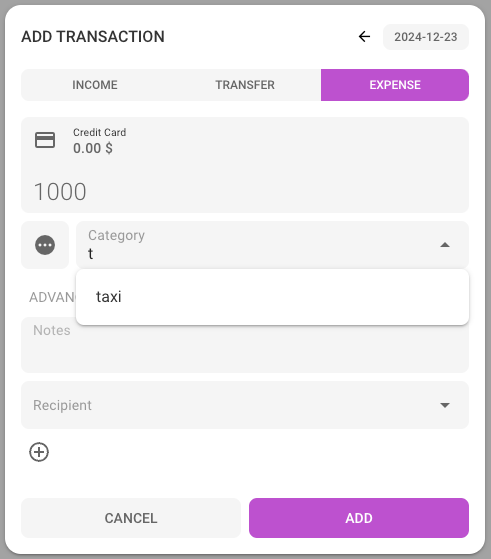 ADD TRANSACTION
2024-12-23
INCOME
TRANSFER
EXPENSE
Credit Card
0.00 $
1000
Category
t
taxi
ADVAN
Notes
Recipient
CANCEL
ADD